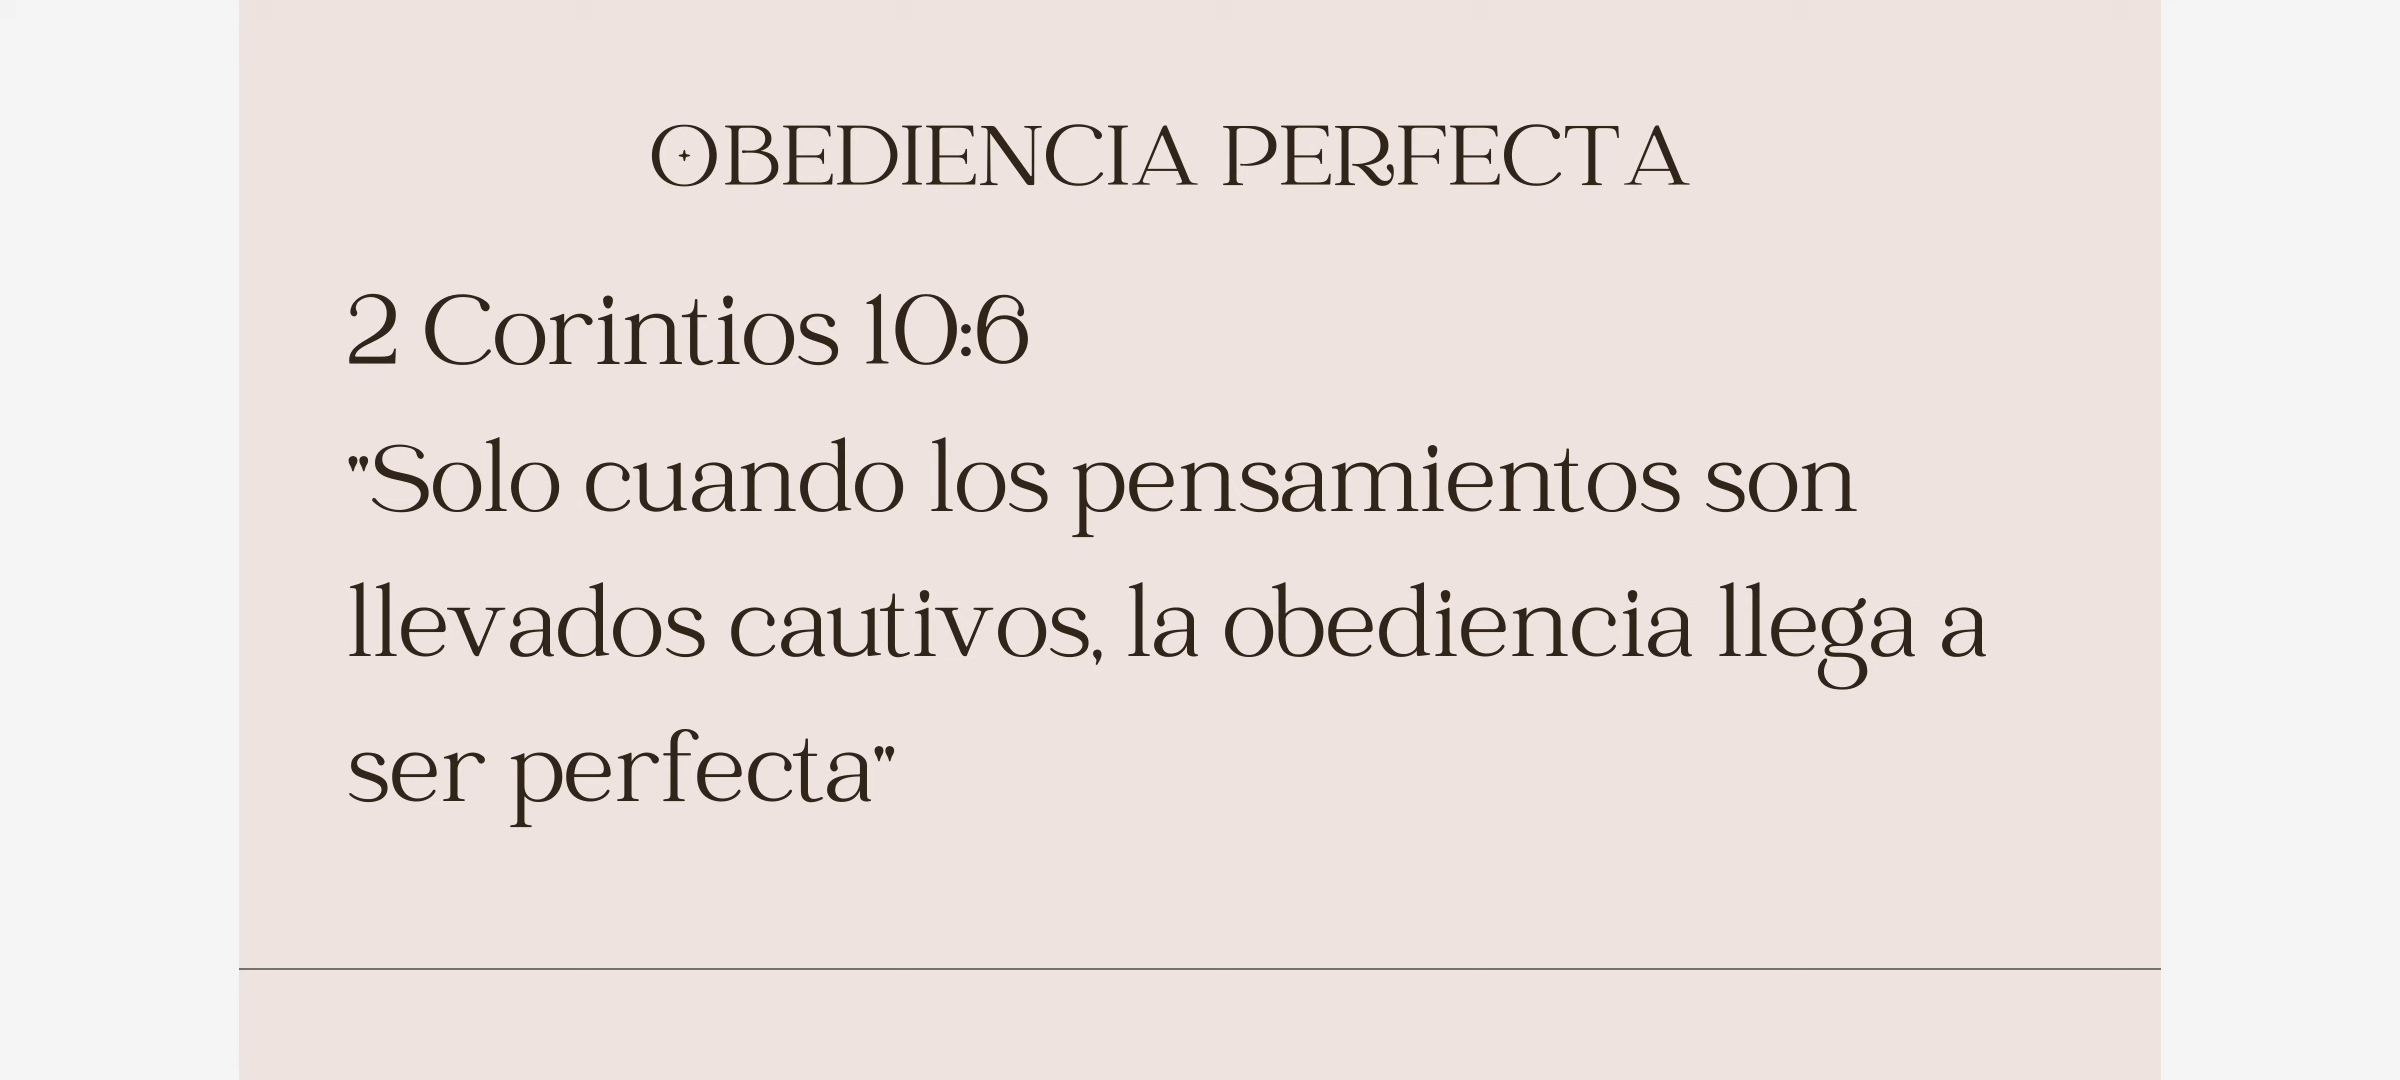 OBEDIENCIA PERFECTA
2 Corintios 10:6
"Solo cuando los pensamientos son
llevados cautivos, la obediencia llega a
ser perfecta"